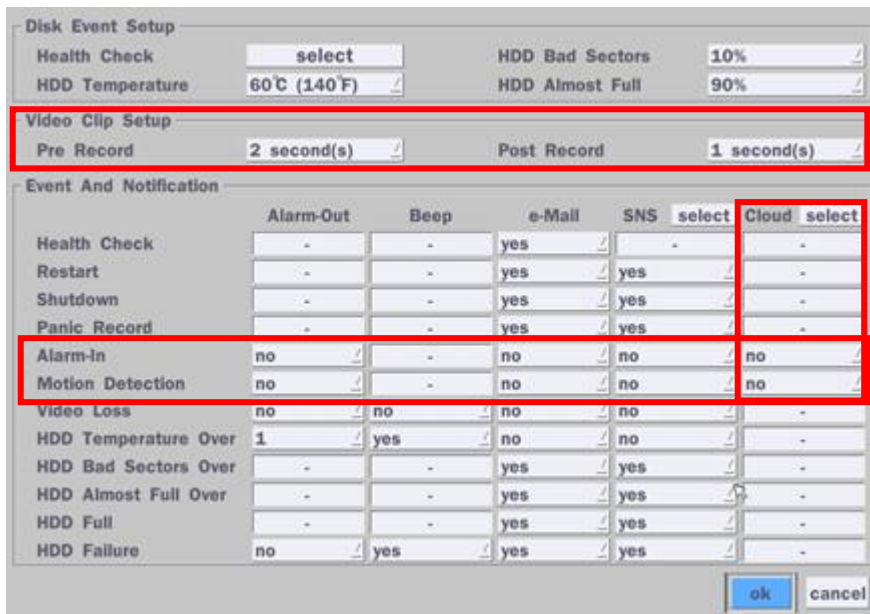 Disk Event Setup
Health Check select HDD Bad Sectors 10%
HDD Temperature 60℃ (140℉) HDD Almost Full 90%
Video Clip Setup
Pre Record 2 second(s) Post Record 1 second(s)
Event And Notification
Alarm-Out Beep e-Mail SNS select Cloud select
Health Check - - yes - -
Restart - - yes yes -
Shutdown - - yes yes -
Panic Record - - yes yes -
Alarm-In no - no no no
Motion Detection no - no no no
Video Loss no no no no -
HDD Temperature Over 1 yes no no -
HDD Bad Sectors Over - - yes yes -
HDD Almost Full Over - - yes yes -
HDD Full - - yes yes -
HDD Failure no yes yes yes -
ok cancel